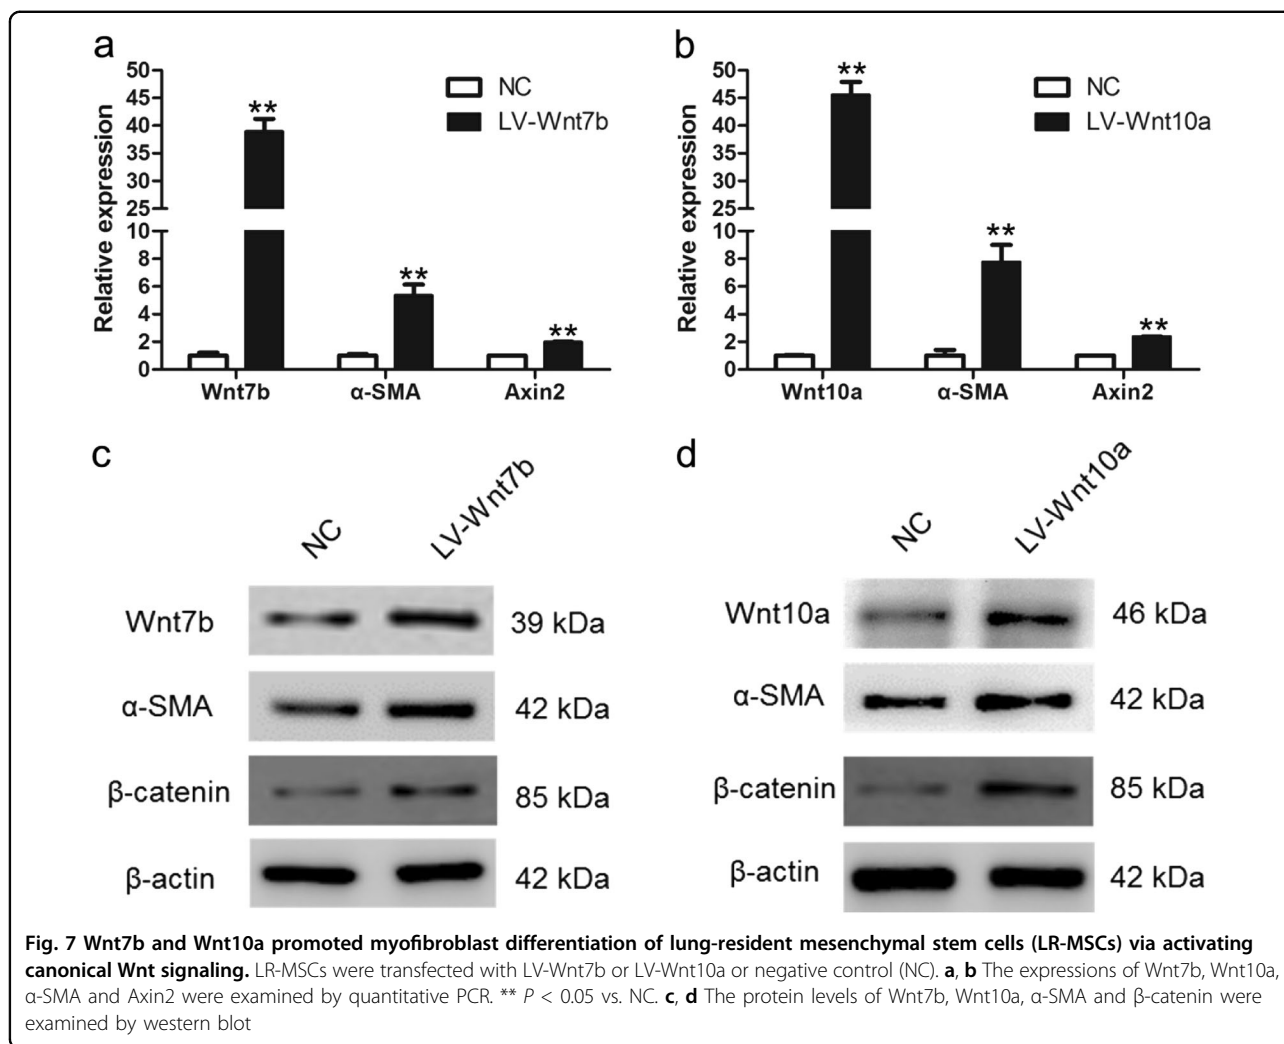 a
50
45
40
35
30
25
10
8
6
4
2
0
Relative expression
**
**
**
NC
LV-Wnt7b
Wnt7b α-SMA Axin2
b
50
45
40
35
30
25
10
8
6
4
2
0
Relative expression
**
**
**
NC
LV-Wnt10a
Wnt10a α-SMA Axin2
c
NC LV-Wnt7b
Wnt7b 39 kDa
α-SMA 42 kDa
β-catenin 85 kDa
β-actin 42 kDa
d
NC LV-Wnt10a
Wnt10a 46 kDa
α-SMA 42 kDa
β-catenin 85 kDa
β-actin 42 kDa
Fig. 7 Wnt7b and Wnt10a promoted myofibroblast differentiation of lung-resident mesenchymal stem cells (LR-MSCs) via activating
canonical Wnt signaling. LR-MSCs were transfected with LV-Wnt7b or LV-Wnt10a or negative control (NC). a, b The expressions of Wnt7b, Wnt10a,
α-SMA and Axin2 were examined by quantitative PCR. ** P < 0.05 vs. NC. c, d The protein levels of Wnt7b, Wnt10a, α-SMA and β-catenin were
examined by western blot